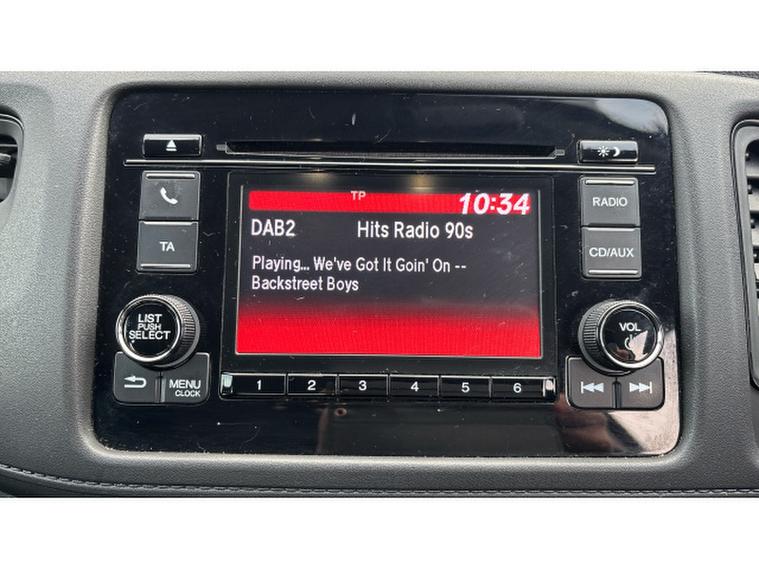 TP
10:34
RADIO
TA
DAB2 Hits Radio 90s
CD/AUX
Playing... We've Got It Goin' On --
Backstreet Boys
LIST
PUSH
SELECT
VOL
MENU
CLOCK
1 2 3 4 5 6